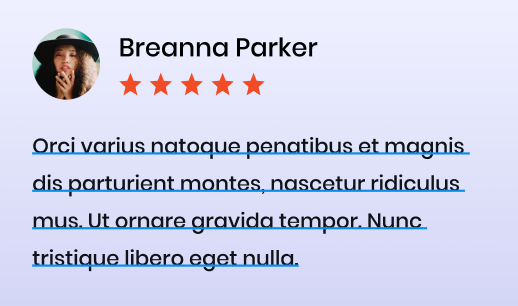 Breanna Parker
Orci varius natoque penatibus et magnis
dis parturient montes, nascetur ridiculus
mus. Ut ornare gravida tempor. Nunc
tristique libero eget nulla.